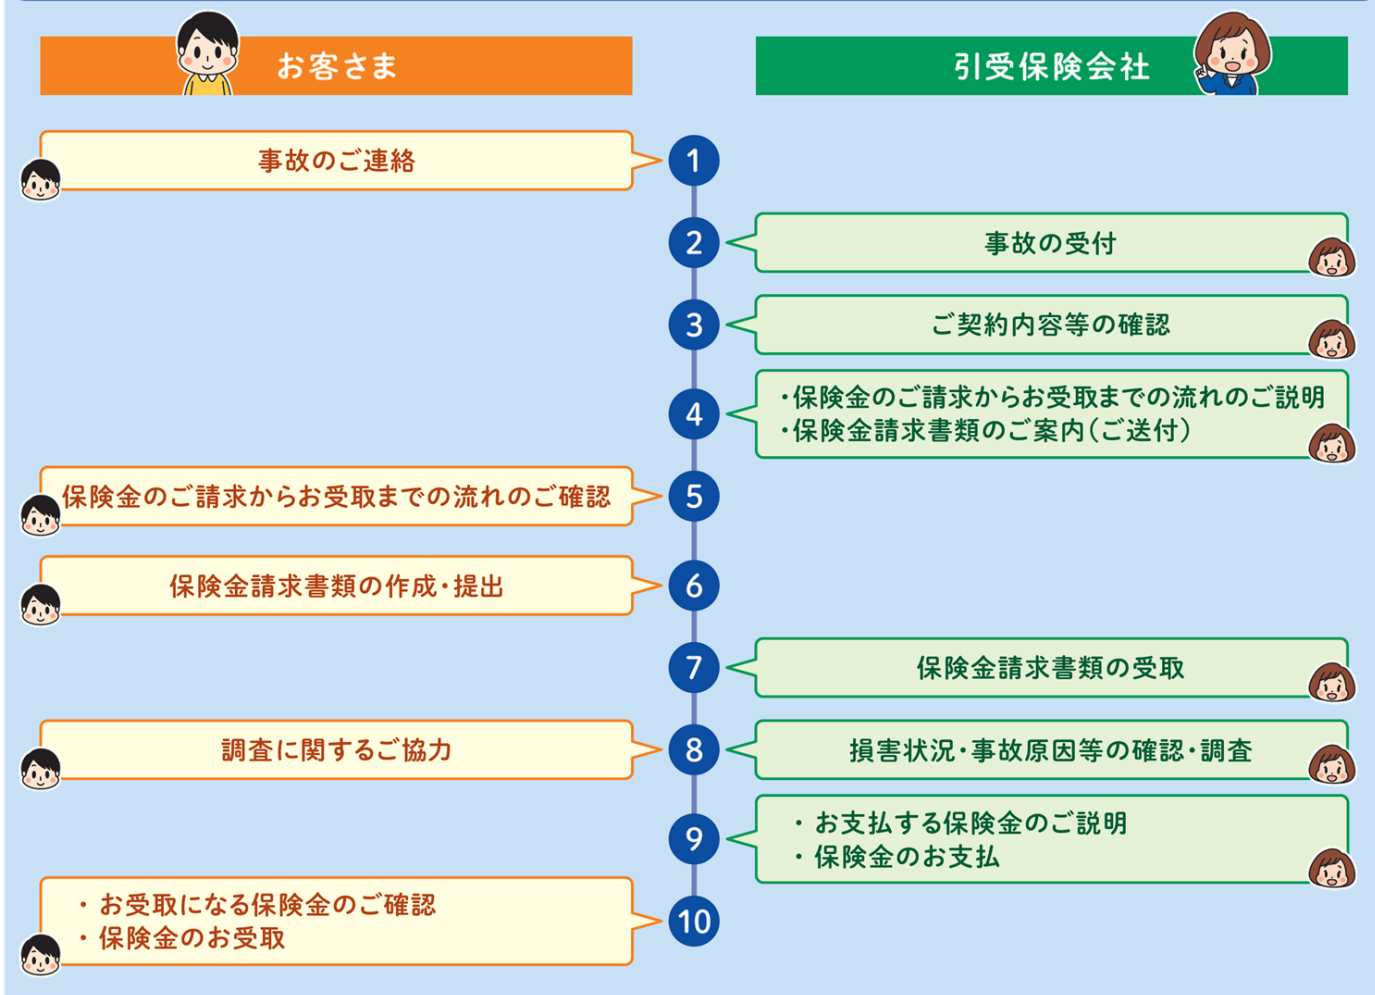 お客さま
引受保険会社
事故のご連絡
1
2
事故の受付
3
ご契約内容等の確認
4
・保険金のご請求からお受取までの流れのご説明
・保険金請求書類のご案内(ご送付)
保険金のご請求からお受取までの流れのご確認
5
保険金請求書類の作成・提出
6
7
保険金請求書類の受取
調査に関するご協力
8
損害状況・事故原因等の確認・調査
9
・ お支払する保険金のご説明
・ 保険金のお支払
・ お受取になる保険金のご確認
・ 保険金のお受取
10